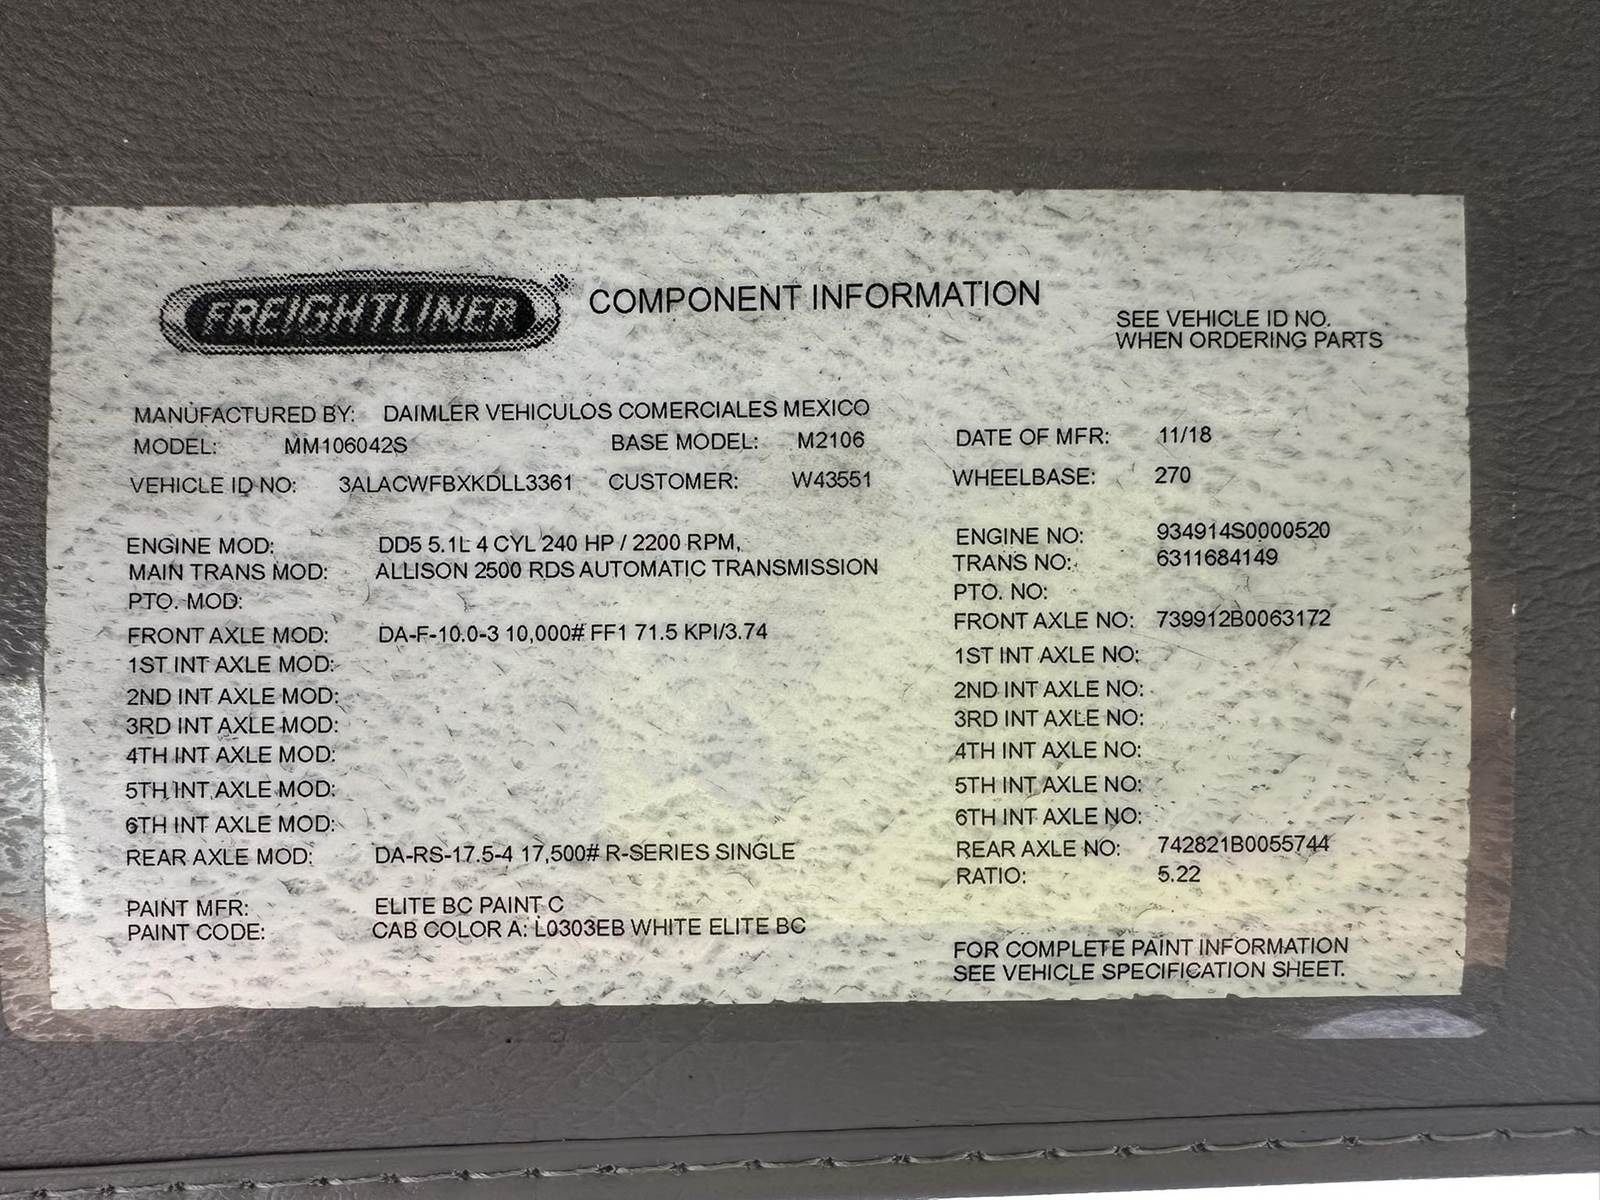 FREIGHTLINER COMPONENT INFORMATION
SEE VEHICLE ID NO.
WHEN ORDERING PARTS
MANUFACTURED BY: DAIMLER VEHICULOS COMERCIALES MEXICO
MODEL: MM106042S BASE MODEL: M2106 DATE OF MFR: 11/18
VEHICLE ID NO: 3ALACWFBXKDLL3361 CUSTOMER: W43551 WHEELBASE: 270
ENGINE MOD: DD5 5.1L 4 CYL 240 HP / 2200 RPM, ENGINE NO: 934914S0000520
MAIN TRANS MOD: ALLISON 2500 RDS AUTOMATIC TRANSMISSION TRANS NO: 6311684149
PTO. MOD: PTO. NO:
FRONT AXLE MOD: DA-F-10.0-3 10,000# FF1 71.5 KPI/3.74 FRONT AXLE NO: 739912B0063172
1ST INT AXLE MOD: 1ST INT AXLE NO:
2ND INT AXLE MOD: 2ND INT AXLE NO:
3RD INT AXLE MOD: 3RD INT AXLE NO:
4TH INT AXLE MOD: 4TH INT AXLE NO:
5TH INT AXLE MOD: 5TH INT AXLE NO:
6TH INT AXLE MOD: 6TH INT AXLE NO:
REAR AXLE MOD: DA-RS-17.5-4 17,500# R-SERIES SINGLE REAR AXLE NO: 742821B0055744
RATIO: 5.22
PAINT MFR: ELITE BC PAINT C
PAINT CODE: CAB COLOR A: L0303EB WHITE ELITE BC
FOR COMPLETE PAINT INFORMATION
SEE VEHICLE SPECIFICATION SHEET.